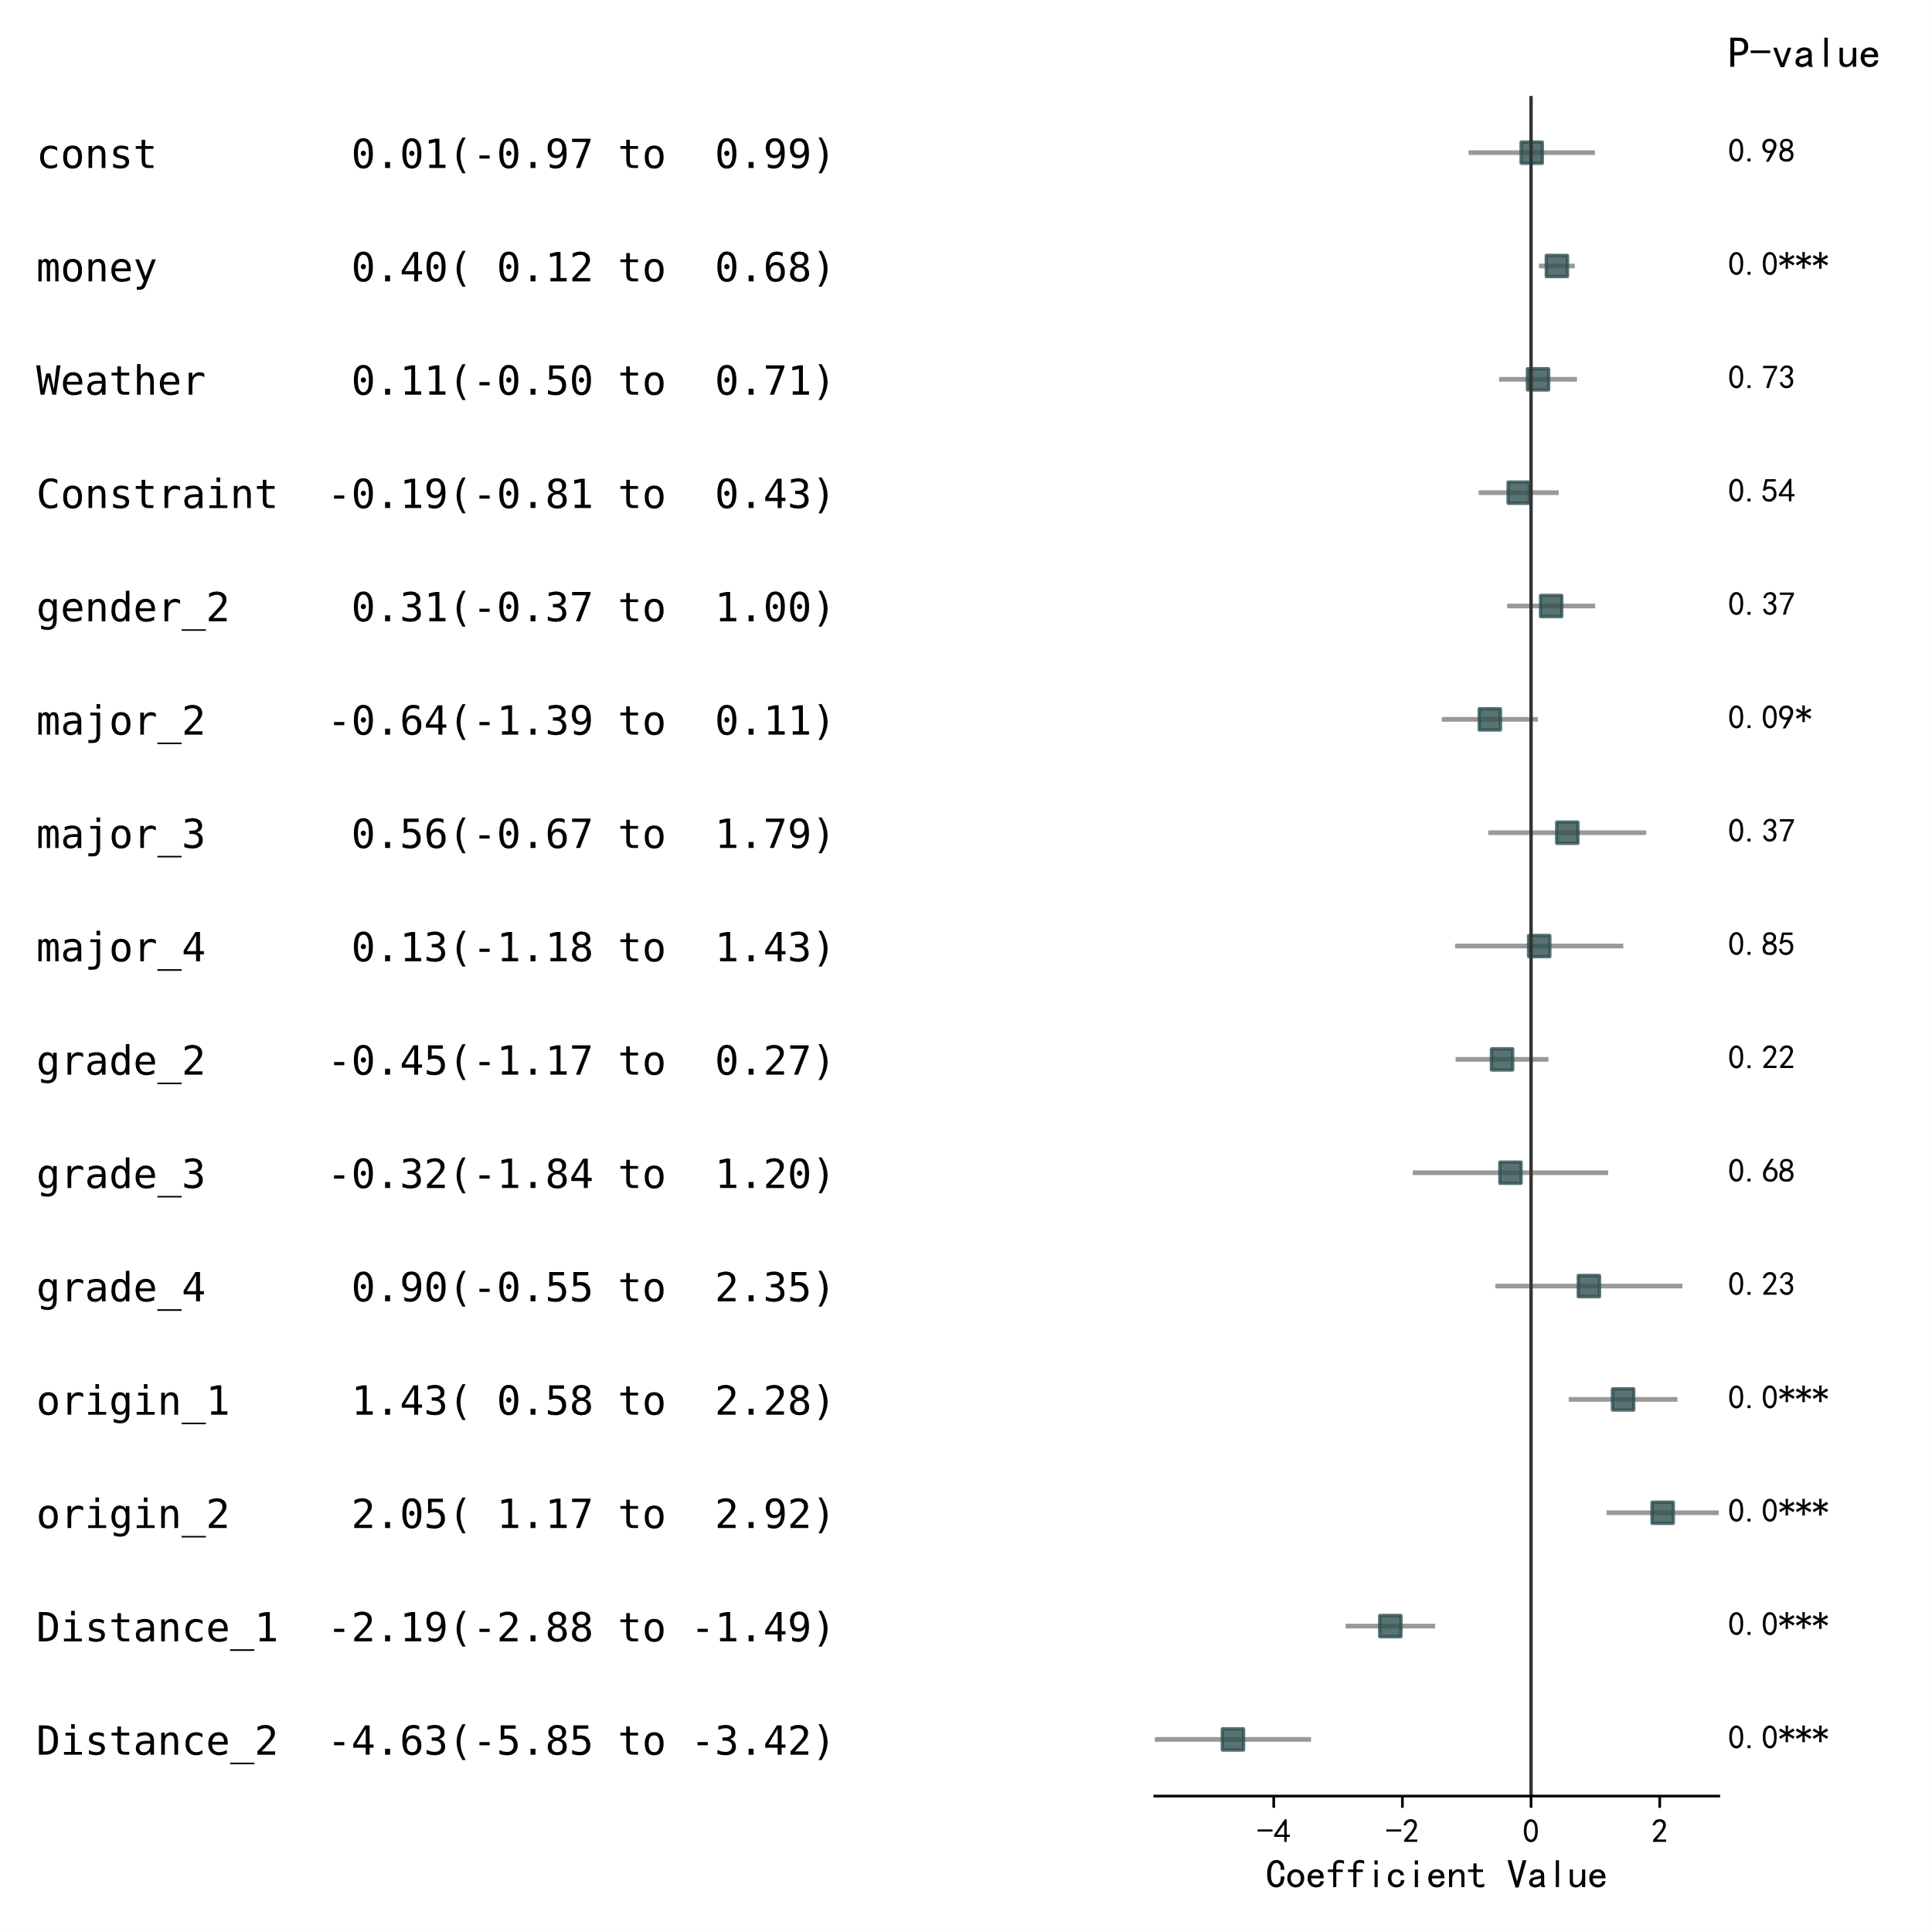 P-value
const 0.01(-0.97 to 0.99) 0.98
money 0.40( 0.12 to 0.68) 0.0***
Weather 0.11(-0.50 to 0.71) 0.73
Constraint -0.19(-0.81 to 0.43) 0.54
gender_2 0.31(-0.37 to 1.00) 0.37
major_2 -0.64(-1.39 to 0.11) 0.09*
major_3 0.56(-0.67 to 1.79) 0.37
major_4 0.13(-1.18 to 1.43) 0.85
grade_2 -0.45(-1.17 to 0.27) 0.22
grade_3 -0.32(-1.84 to 1.20) 0.68
grade_4 0.90(-0.55 to 2.35) 0.23
origin_1 1.43( 0.58 to 2.28) 0.0***
origin_2 2.05( 1.17 to 2.92) 0.0***
Distance_1 -2.19(-2.88 to -1.49) 0.0***
Distance_2 -4.63(-5.85 to -3.42) 0.0***
−4 −2 0 2
Coefficient Value